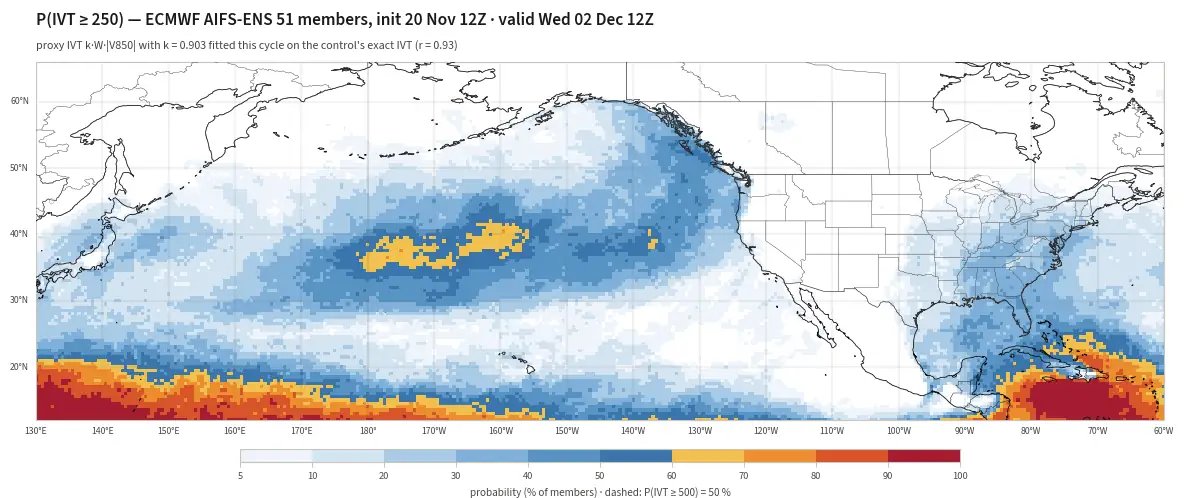 P(IVT ≥ 250) — ECMWF AIFS-ENS 51 members, init 20 Nov 12Z · valid Wed 02 Dec 12Z
proxy IVT k·W·|V850| with k = 0.903 fitted this cycle on the control's exact IVT (r = 0.93)
60°N
50°N
40°N
30°N
20°N
130°E 140°E 150°E 160°E 170°E 180° 170°W 160°W 150°W 140°W 130°W 120°W 110°W 100°W 90°W 80°W 70°W 60°W
5 10 20 30 40 50 60 70 80 90 100
probability (% of members) · dashed: P(IVT ≥ 500) = 50 %